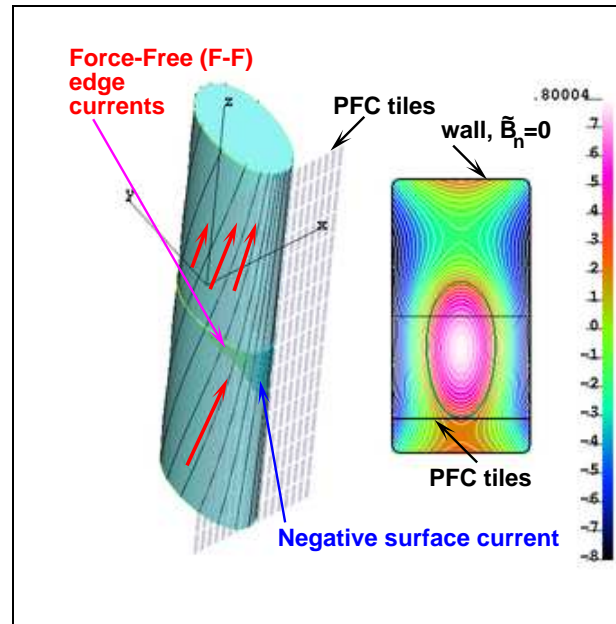 Force-Free (F-F)
edge
currents
PFC tiles
wall, B̃n=0
.80004
.7
.6
.5
.4
.3
.2
.1
-.0
-.1
-.2
-.3
-.4
-.5
-.6
-.7
-.8
Z
Y
X
PFC tiles
Negative surface current